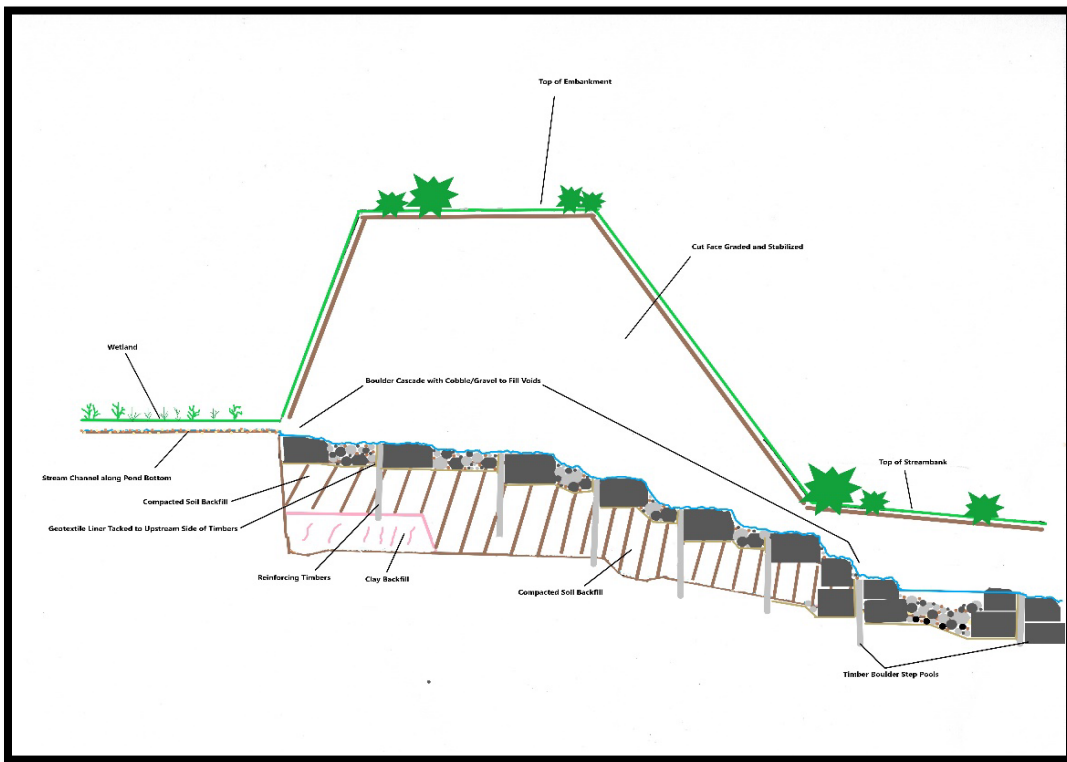 Top of Embankment
Cut Face Graded and Stabilized
Wetland
Boulder Cascade with Cobble/Gravel to Fill Voids
Top of Streambank
Stream Channel along Pond Bottom
Compacted Soil Backfill
Geotextile Liner Tacked to Upstream Side of Timbers
Reinforcing Timbers
Clay Backfill
Compacted Soil Backfill
Timber Boulder Step Pools